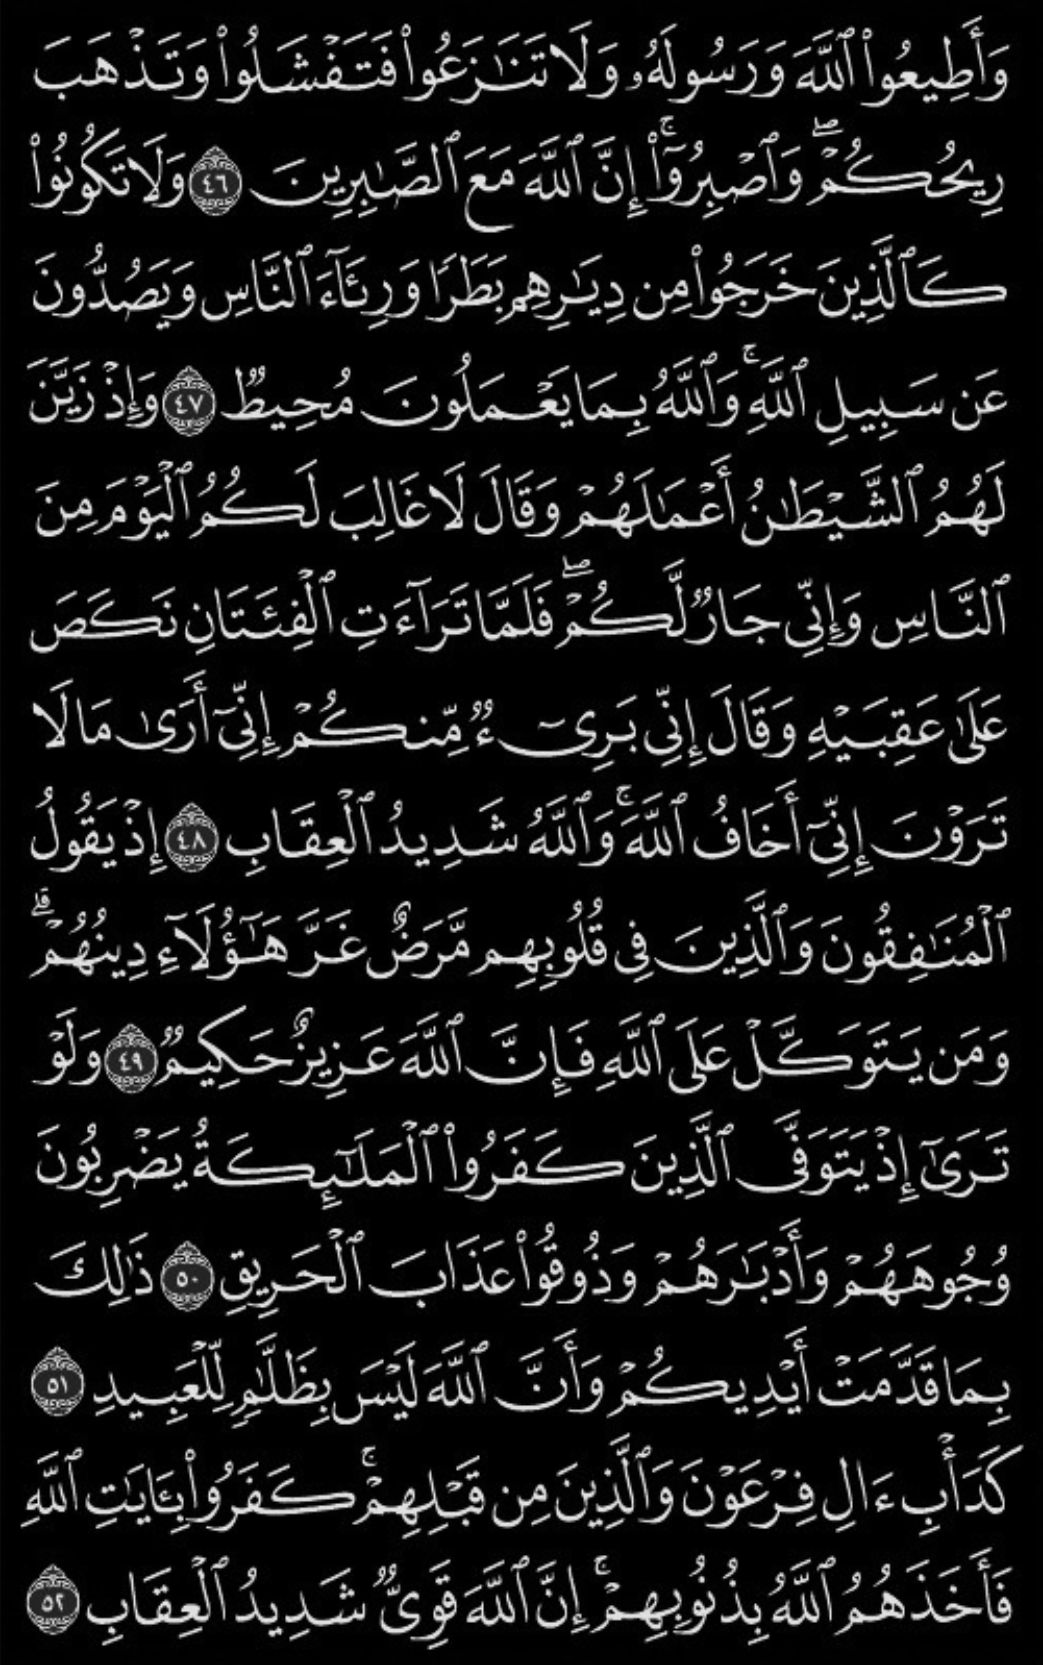 وَأَطِيعُوا۟ ٱللَّهَ وَرَسُولَهُۥ وَلَا تَنَـٰزَعُوا۟ فَتَفْشَلُوا۟ وَتَذْهَبَ
رِيحُكُمْ ۖ وَٱصْبِرُوٓا۟ ۚ إِنَّ ٱللَّهَ مَعَ ٱلصَّـٰبِرِينَ ٤٦ وَلَا تَكُونُوا۟
كَٱلَّذِينَ خَرَجُوا۟ مِن دِيَـٰرِهِم بَطَرًا وَرِئَآءَ ٱلنَّاسِ وَيَصُدُّونَ
عَن سَبِيلِ ٱللَّهِ ۚ وَٱللَّهُ بِمَا يَعْمَلُونَ مُحِيطٌ ٤٧ وَإِذْ زَيَّنَ
لَهُمُ ٱلشَّيْطَـٰنُ أَعْمَـٰلَهُمْ وَقَالَ لَا غَالِبَ لَكُمُ ٱلْيَوْمَ مِنَ
ٱلنَّاسِ وَإِنِّى جَارٌ لَّكُمْ ۖ فَلَمَّا تَرَآءَتِ ٱلْفِئَتَانِ نَكَصَ
عَلَىٰ عَقِبَيْهِ وَقَالَ إِنِّى بَرِىٓءٌ مِّنكُمْ إِنِّىٓ أَرَىٰ مَا لَا
تَرَوْنَ إِنِّىٓ أَخَافُ ٱللَّهَ ۚ وَٱللَّهُ شَدِيدُ ٱلْعِقَابِ ٤٨ إِذْ يَقُولُ
ٱلْمُنَـٰفِقُونَ وَٱلَّذِينَ فِى قُلُوبِهِم مَّرَضٌ غَرَّ هَـٰٓؤُلَآءِ دِينُهُمْ ۗ
وَمَن يَتَوَكَّلْ عَلَى ٱللَّهِ فَإِنَّ ٱللَّهَ عَزِيزٌ حَكِيمٌ ٤٩ وَلَوْ
تَرَىٰٓ إِذْ يَتَوَفَّى ٱلَّذِينَ كَفَرُوا۟ ٱلْمَلَـٰٓئِكَةُ يَضْرِبُونَ
وُجُوهَهُمْ وَأَدْبَـٰرَهُمْ وَذُوقُوا۟ عَذَابَ ٱلْحَرِيقِ ٥٠ ذَٰلِكَ
بِمَا قَدَّمَتْ أَيْدِيكُمْ وَأَنَّ ٱللَّهَ لَيْسَ بِظَلَّـٰمٍ لِّلْعَبِيدِ ٥١
كَدَأْبِ ءَالِ فِرْعَوْنَ وَٱلَّذِينَ مِن قَبْلِهِمْ ۚ كَفَرُوا۟ بِـَٔايَـٰتِ ٱللَّهِ
فَأَخَذَهُمُ ٱللَّهُ بِذُنُوبِهِمْ ۚ إِنَّ ٱللَّهَ قَوِىٌّ شَدِيدُ ٱلْعِقَابِ ٥٢